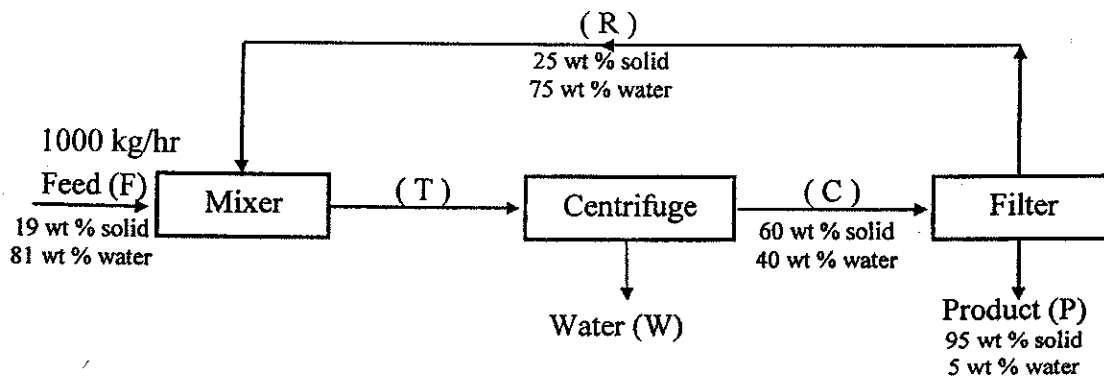 ( R )
25 wt % solid
75 wt % water
1000 kg/hr
Feed (F)
19 wt % solid
81 wt % water
Mixer
( T )
Centrifuge
( C )
60 wt % solid
40 wt % water
Filter
Water (W)
Product (P)
95 wt % solid
5 wt % water